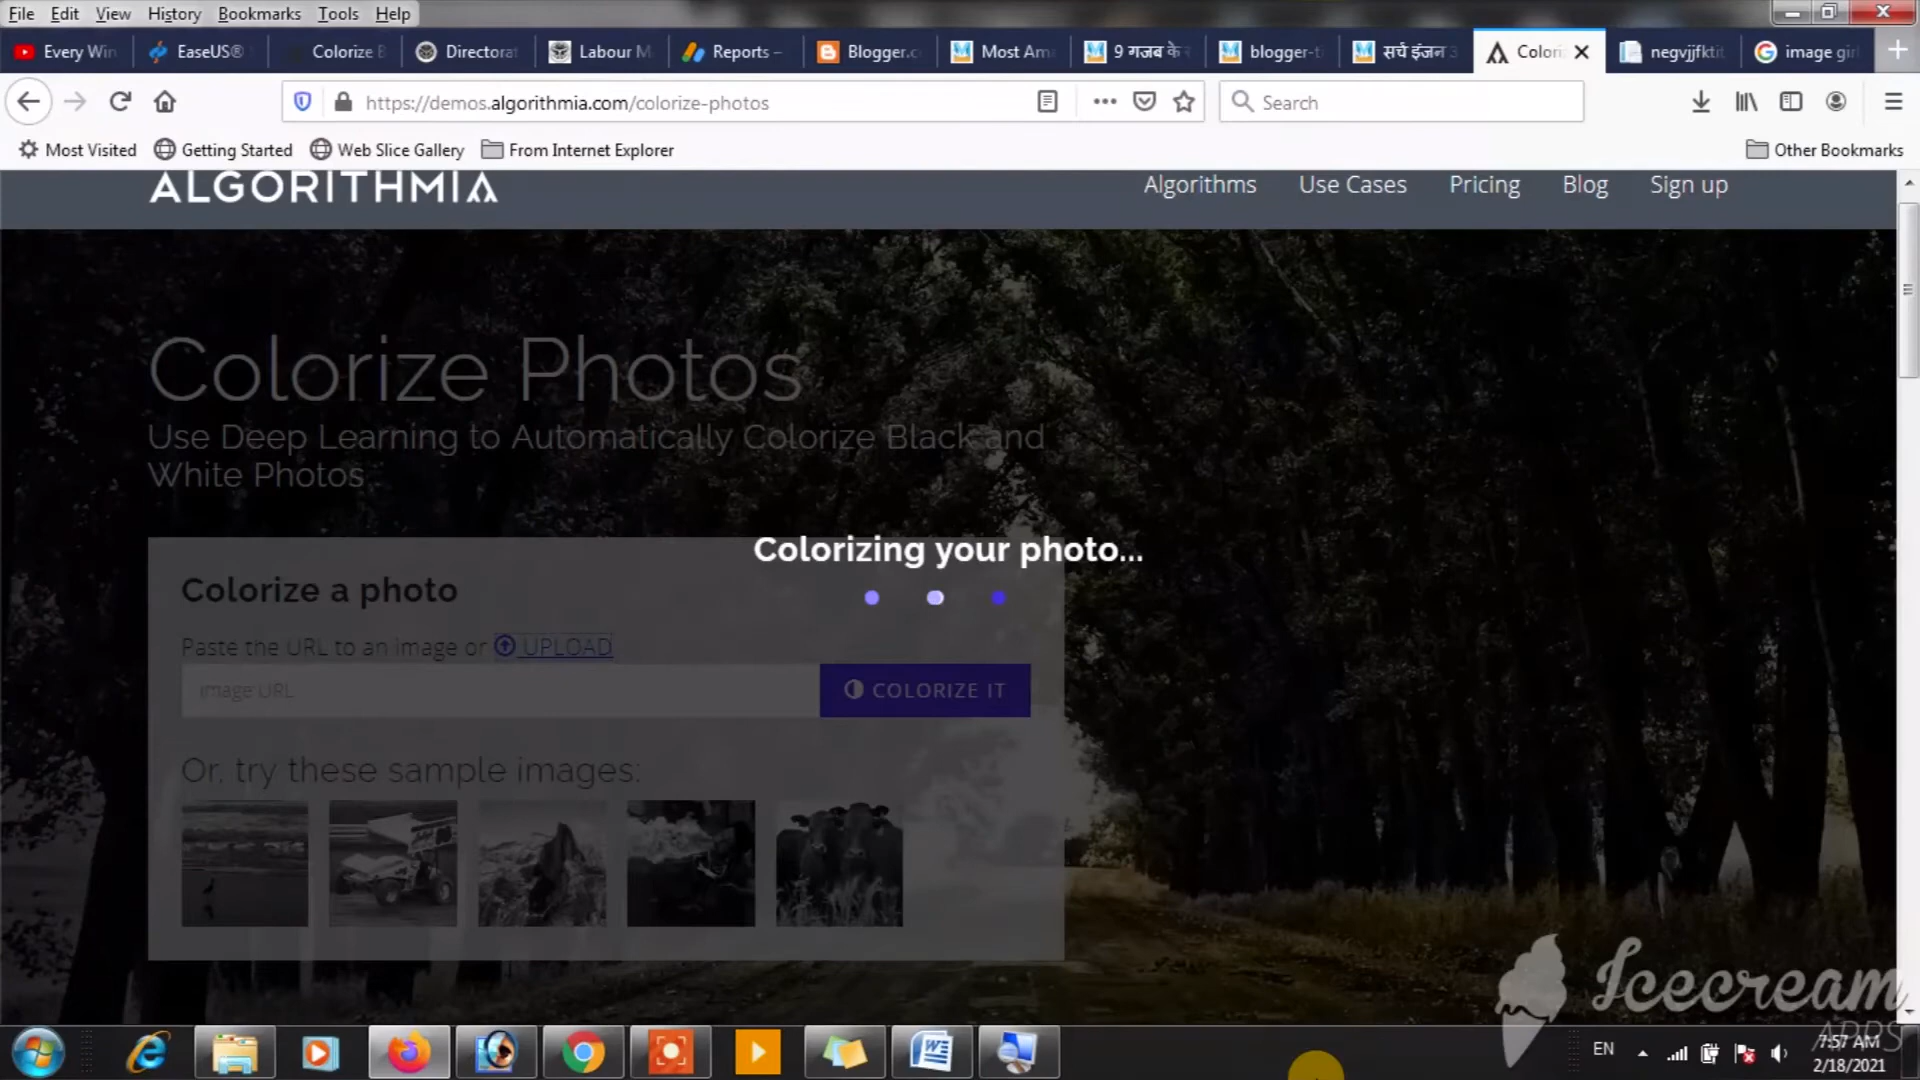 File Edit View History Bookmarks Tools Help
Every Win EaseUS® Colorize B Directorat Labour M Reports – Blogger.c Most Ama 9 गजब के blogger-ti सर्च इंजन Colori negvjjfktit image gir
https://demos.algorithmia.com/colorize-photos Search
Most Visited Getting Started Web Slice Gallery From Internet Explorer Other Bookmarks
ALGORITHMIA Algorithms Use Cases Pricing Blog Sign up
Colorize Photos
Use Deep Learning to Automatically Colorize Black and
White Photos
Colorizing your photo...
Colorize a photo
Paste the URL to an image or UPLOAD
Image URL COLORIZE IT
Or, try these sample images:
Icecream
APPS
EN 7:57 AM
2/18/2021